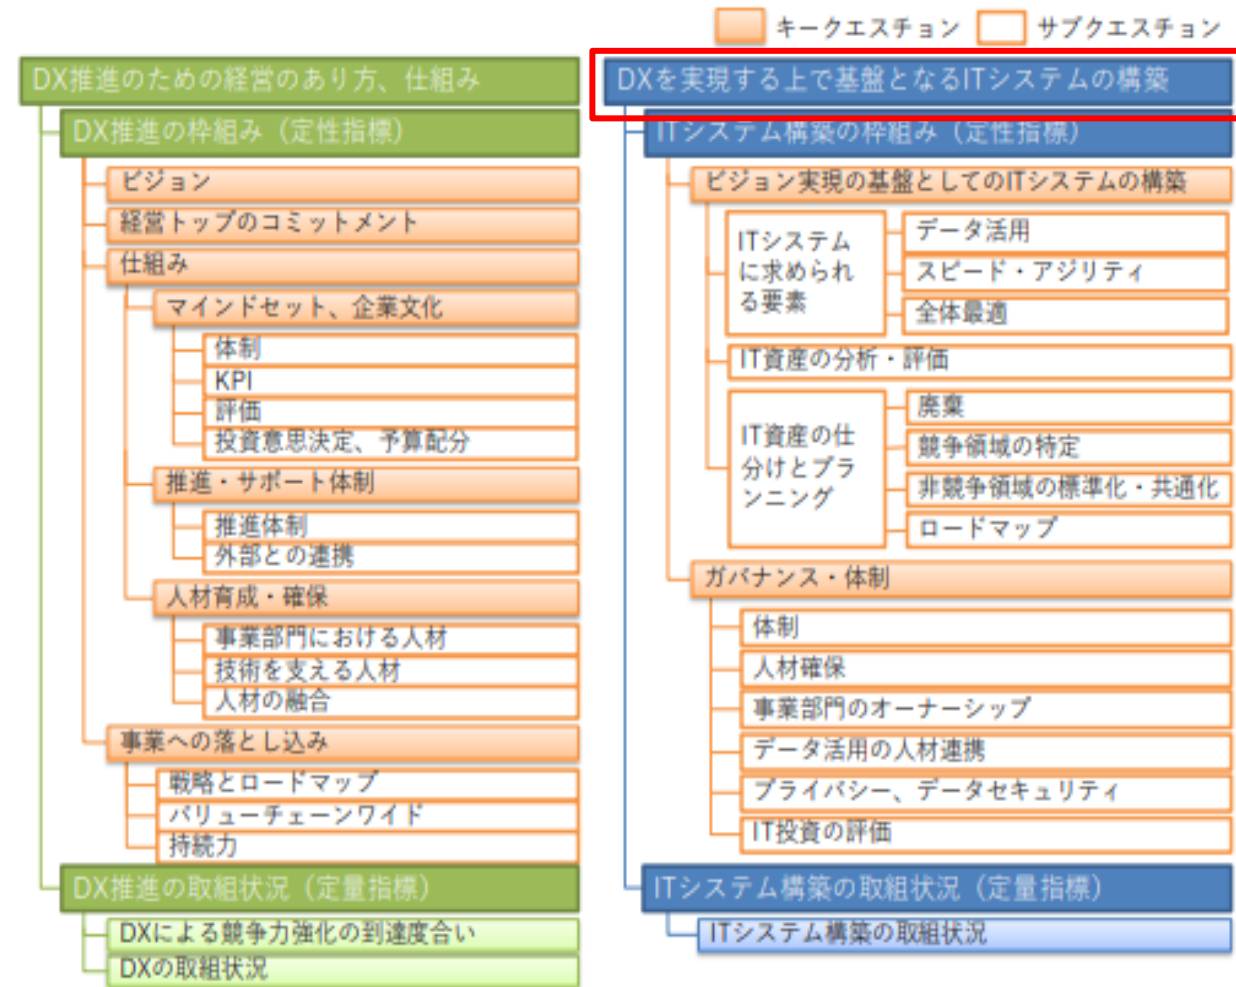 キークエスチョン
サブクエスチョン
DX推進のための経営のあり方、仕組み
DX推進の枠組み（定性指標）
ビジョン
経営トップのコミットメント
仕組み
マインドセット、企業文化
体制
KPI
評価
投資意思決定、予算配分
推進・サポート体制
推進体制
外部との連携
人材育成・確保
事業部門における人材
技術を支える人材
人材の融合
事業への落とし込み
戦略とロードマップ
バリューチェーンワイド
持続力
DX推進の取組状況（定量指標）
DXによる競争力強化の到達度合い
DXの取組状況
DXを実現する上で基盤となるITシステムの構築
ITシステム構築の枠組み（定性指標）
ビジョン実現の基盤としてのITシステムの構築
ITシステム
に求められ
る要素
データ活用
スピード・アジリティ
全体最適
IT資産の分析・評価
IT資産の仕
分けとプラ
ンニング
廃棄
競争領域の特定
非競争領域の標準化・共通化
ロードマップ
ガバナンス・体制
体制
人材確保
事業部門のオーナーシップ
データ活用の人材連携
プライバシー、データセキュリティ
IT投資の評価
ITシステム構築の取組状況（定量指標）
ITシステム構築の取組状況